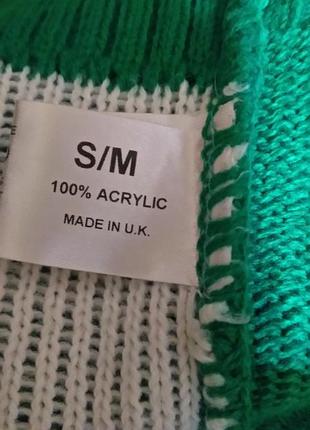 S/M
100% ACRYLIC
MADE IN U.K.